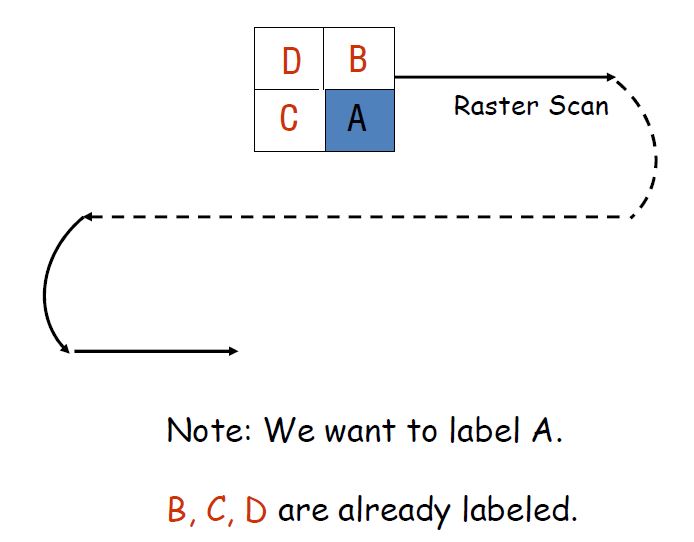 D B
C A
Raster Scan
Note: We want to label A.
B, C, D are already labeled.